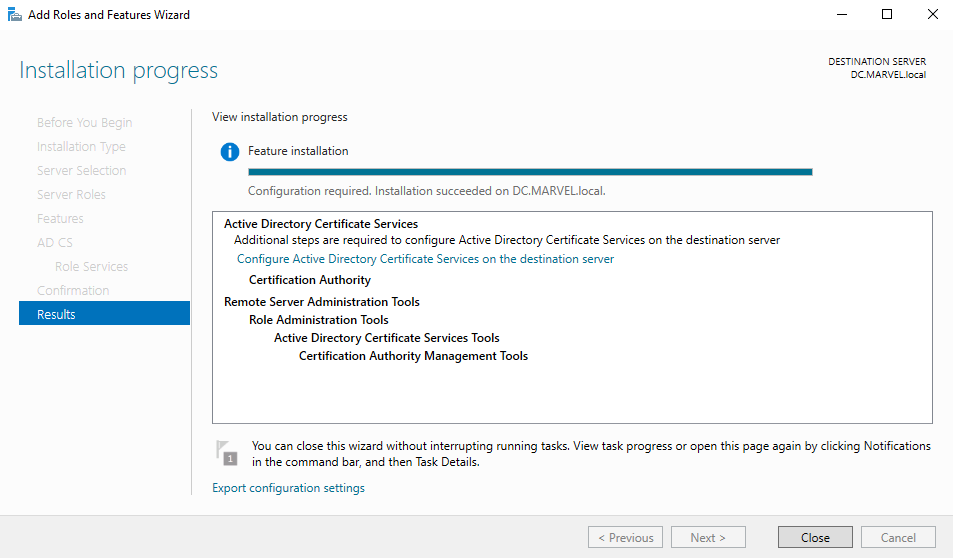 Add Roles and Features Wizard
Installation progress
DESTINATION SERVER
DC.MARVEL.local
Before You Begin
Installation Type
Server Selection
Server Roles
Features
AD CS
Role Services
Confirmation
Results
View installation progress
Feature installation
Configuration required. Installation succeeded on DC.MARVEL.local.
Active Directory Certificate Services
Additional steps are required to configure Active Directory Certificate Services on the destination server
Configure Active Directory Certificate Services on the destination server
Certification Authority
Remote Server Administration Tools
Role Administration Tools
Active Directory Certificate Services Tools
Certification Authority Management Tools
1
You can close this wizard without interrupting running tasks. View task progress or open this page again by clicking Notifications
in the command bar, and then Task Details.
Export configuration settings
< Previous
Next >
Close
Cancel